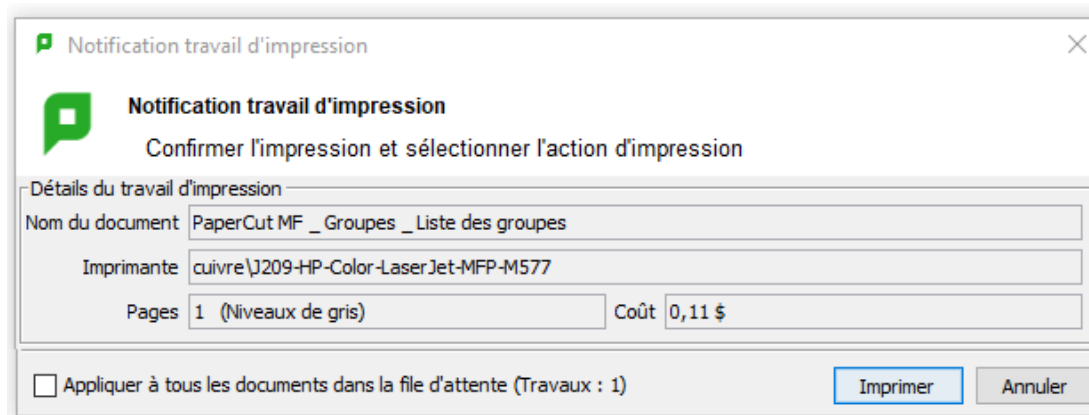 Notification travail d'impression
Notification travail d'impression
Confirmer l'impression et sélectionner l'action d'impression
Détails du travail d'impression
Nom du document PaperCut MF _ Groupes _ Liste des groupes
Imprimante cuivre\J209-HP-Color-LaserJet-MFP-M577
Pages 1 (Niveaux de gris) Coût 0,11 $
Appliquer à tous les documents dans la file d'attente (Travaux : 1) Imprimer Annuler